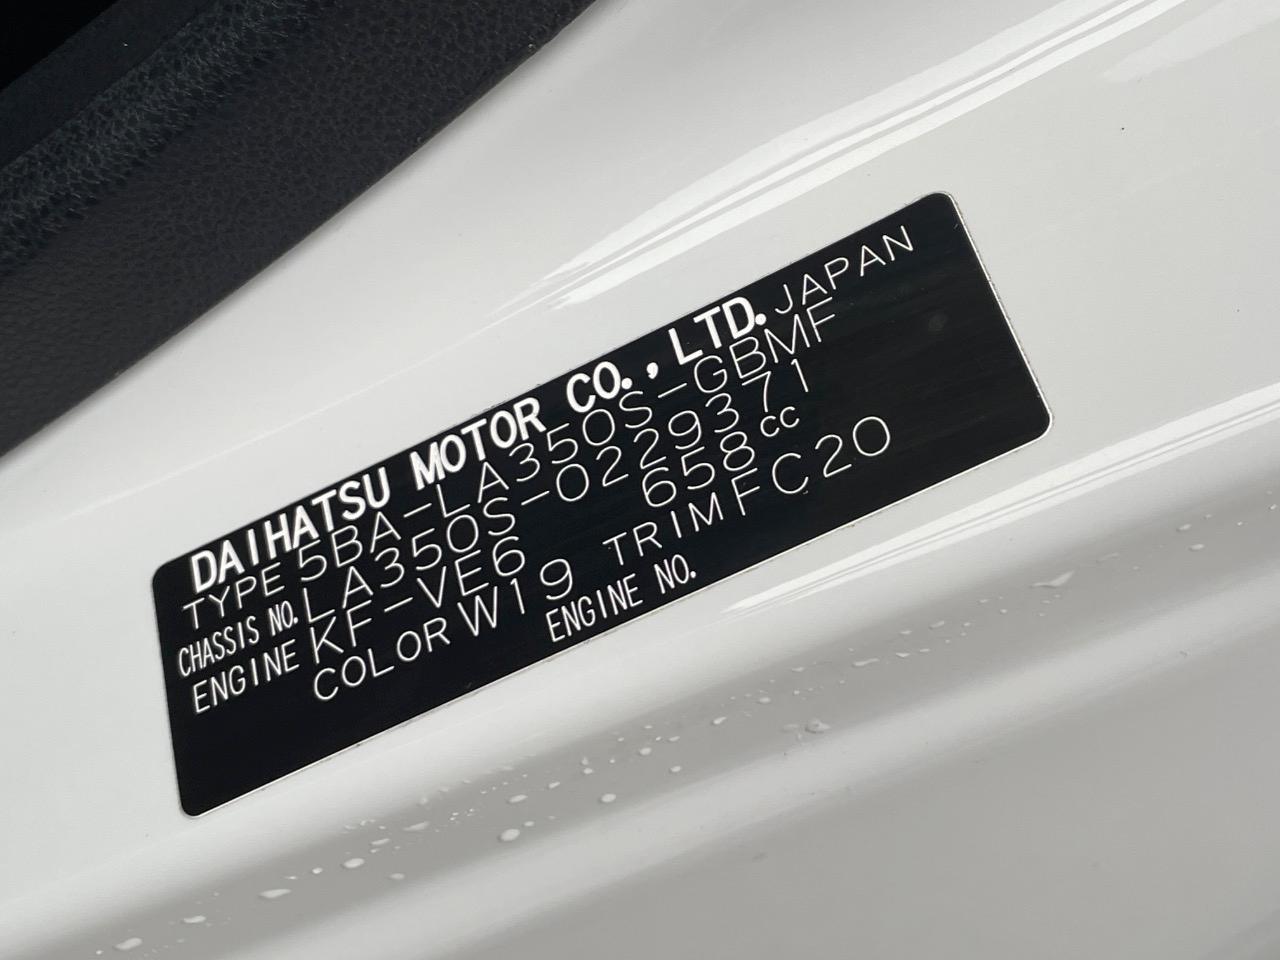 DAIHATSU MOTOR CO., LTD. JAPAN
TYPE 5BA-LA350S-GBMF
CHASSIS NO. LA350S-0229371
ENGINE KF-VE6 658cc
COLOR W19 TRIM FC20
ENGINE NO.